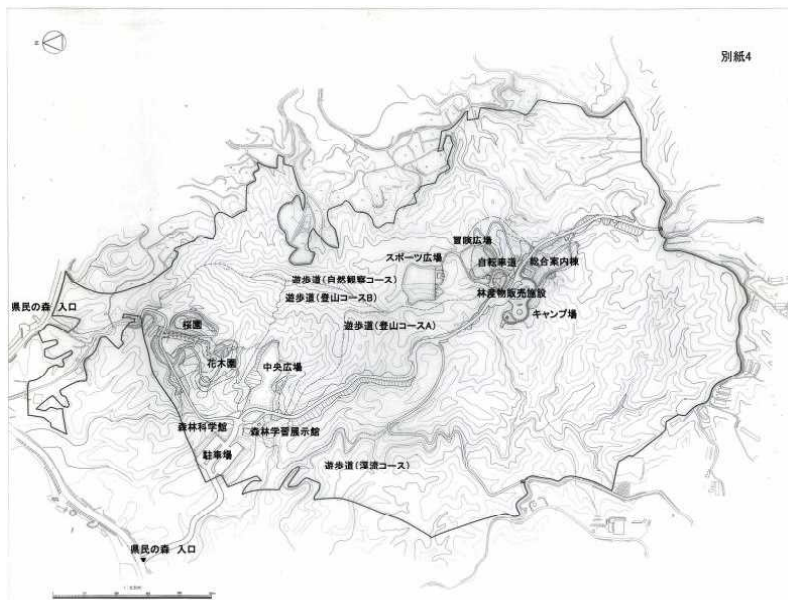 別紙4
冒険広場
スポーツ広場
自転車道
総合案内棟
遊歩道(自然観察コース)
林産物販売施設
遊歩道(登山コースB)
県民の森 入口
キャンプ場
桜園
遊歩道(登山コースA)
花木園
中央広場
森林科学館
森林学習展示館
駐車場
遊歩道(渓流コース)
県民の森 入口